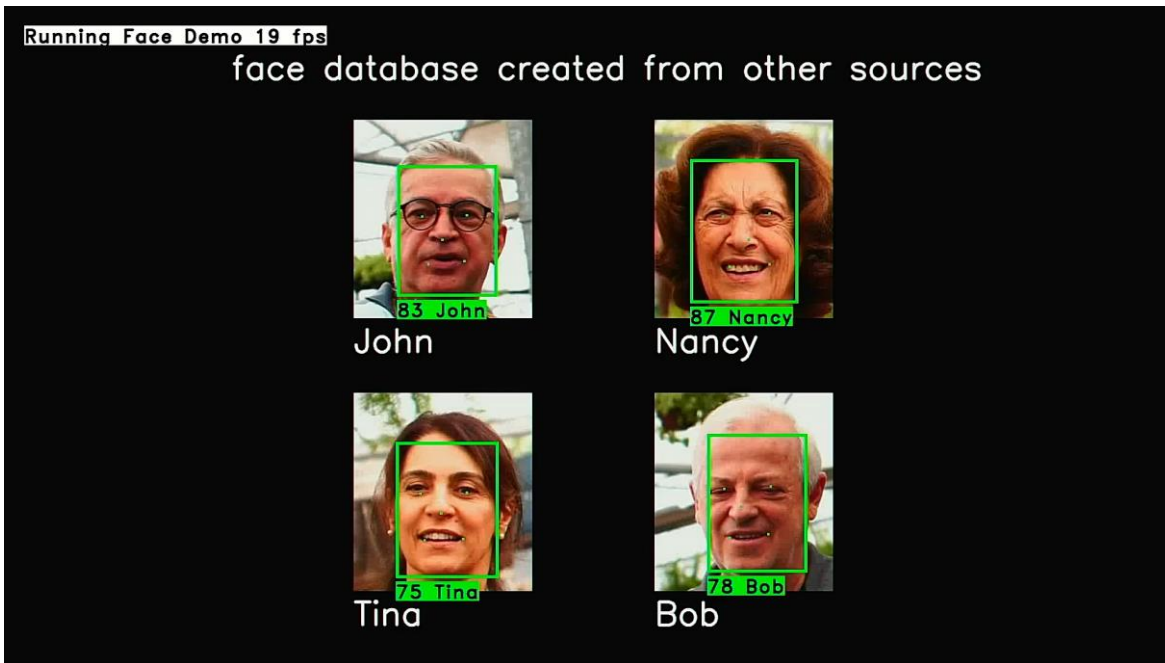 Running Face Demo 19 fps
face database created from other sources
83 John
87 Nancy
John
Nancy
75 Tina
78 Bob
Tina
Bob